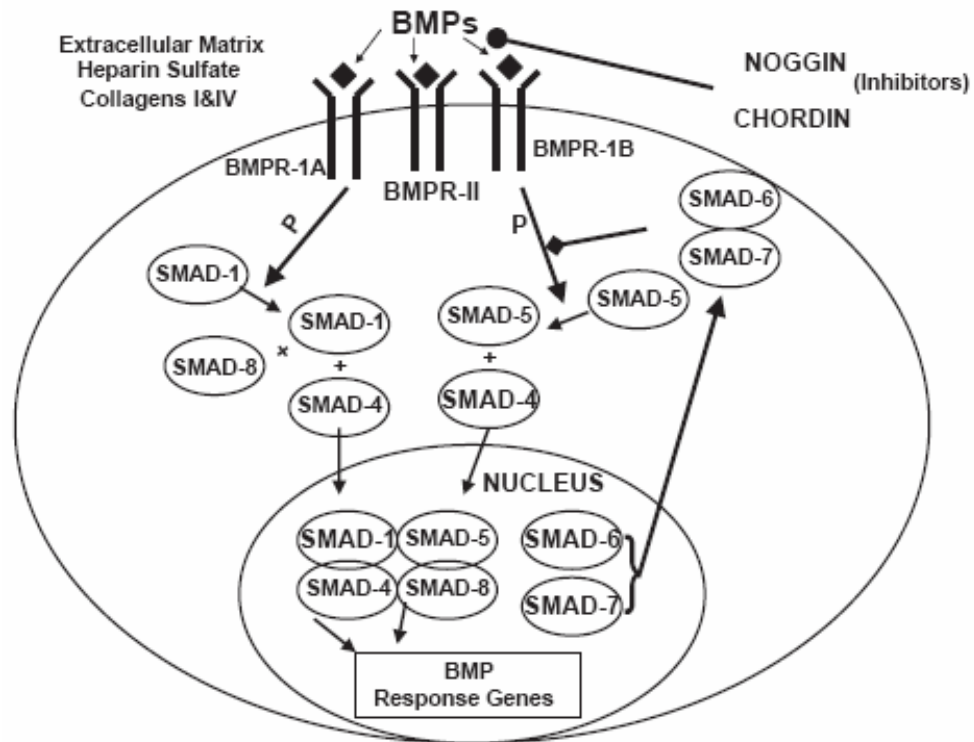 BMPs
Extracellular Matrix
Heparin Sulfate
Collagens I&IV
NOGGIN
(Inhibitors)
CHORDIN
BMPR-1A
BMPR-II
BMPR-1B
P
P
SMAD-6
SMAD-7
SMAD-1
SMAD-1
SMAD-8
x
+
SMAD-4
SMAD-5
SMAD-5
+
SMAD-4
NUCLEUS
SMAD-1
SMAD-5
SMAD-4
SMAD-8
SMAD-6
SMAD-7
}
BMP
Response Genes